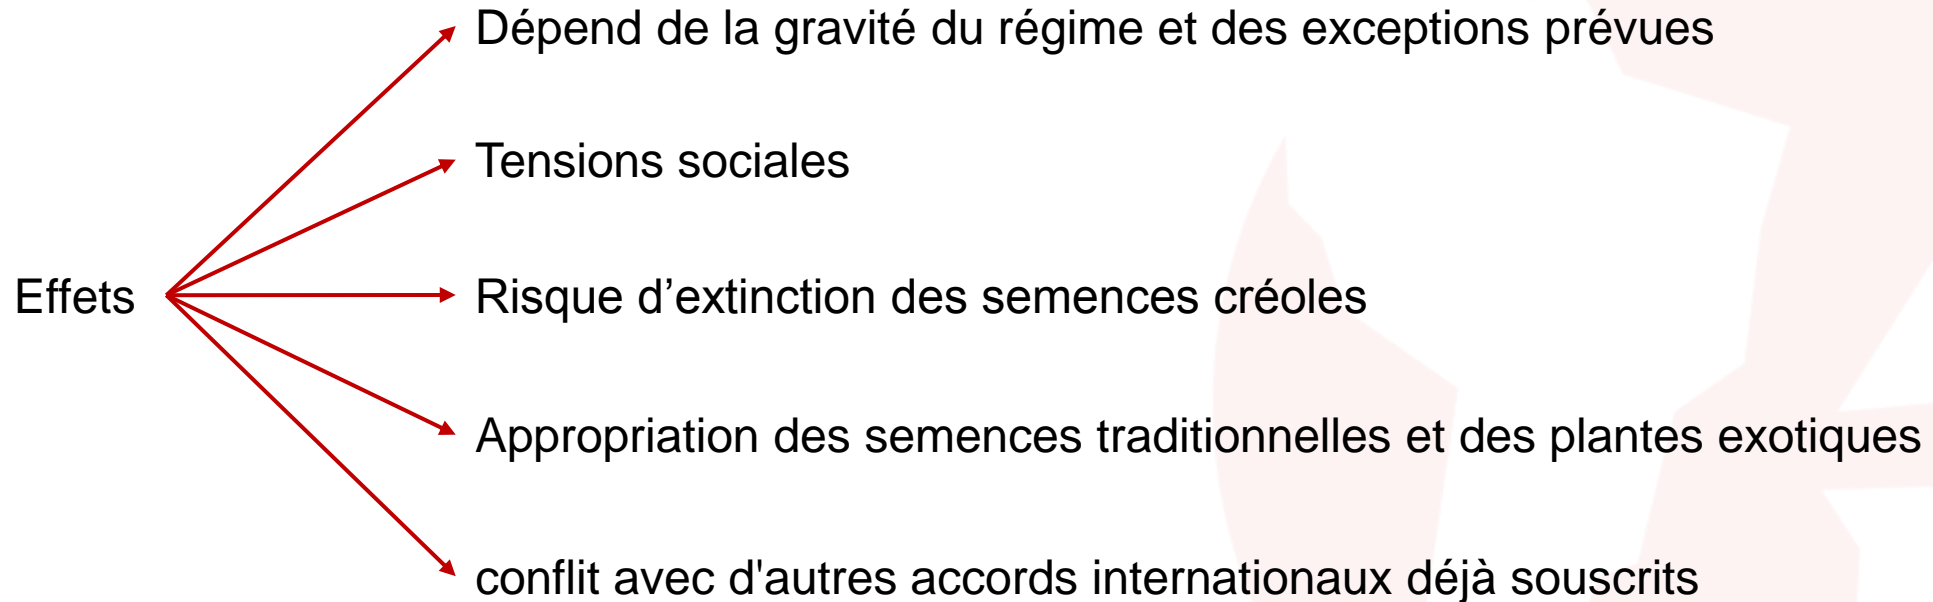 Dépend de la gravité du régime et des exceptions prévues
Tensions sociales
Effets
Risque d’extinction des semences créoles
Appropriation des semences traditionnelles et des plantes exotiques
conflit avec d'autres accords internationaux déjà souscrits